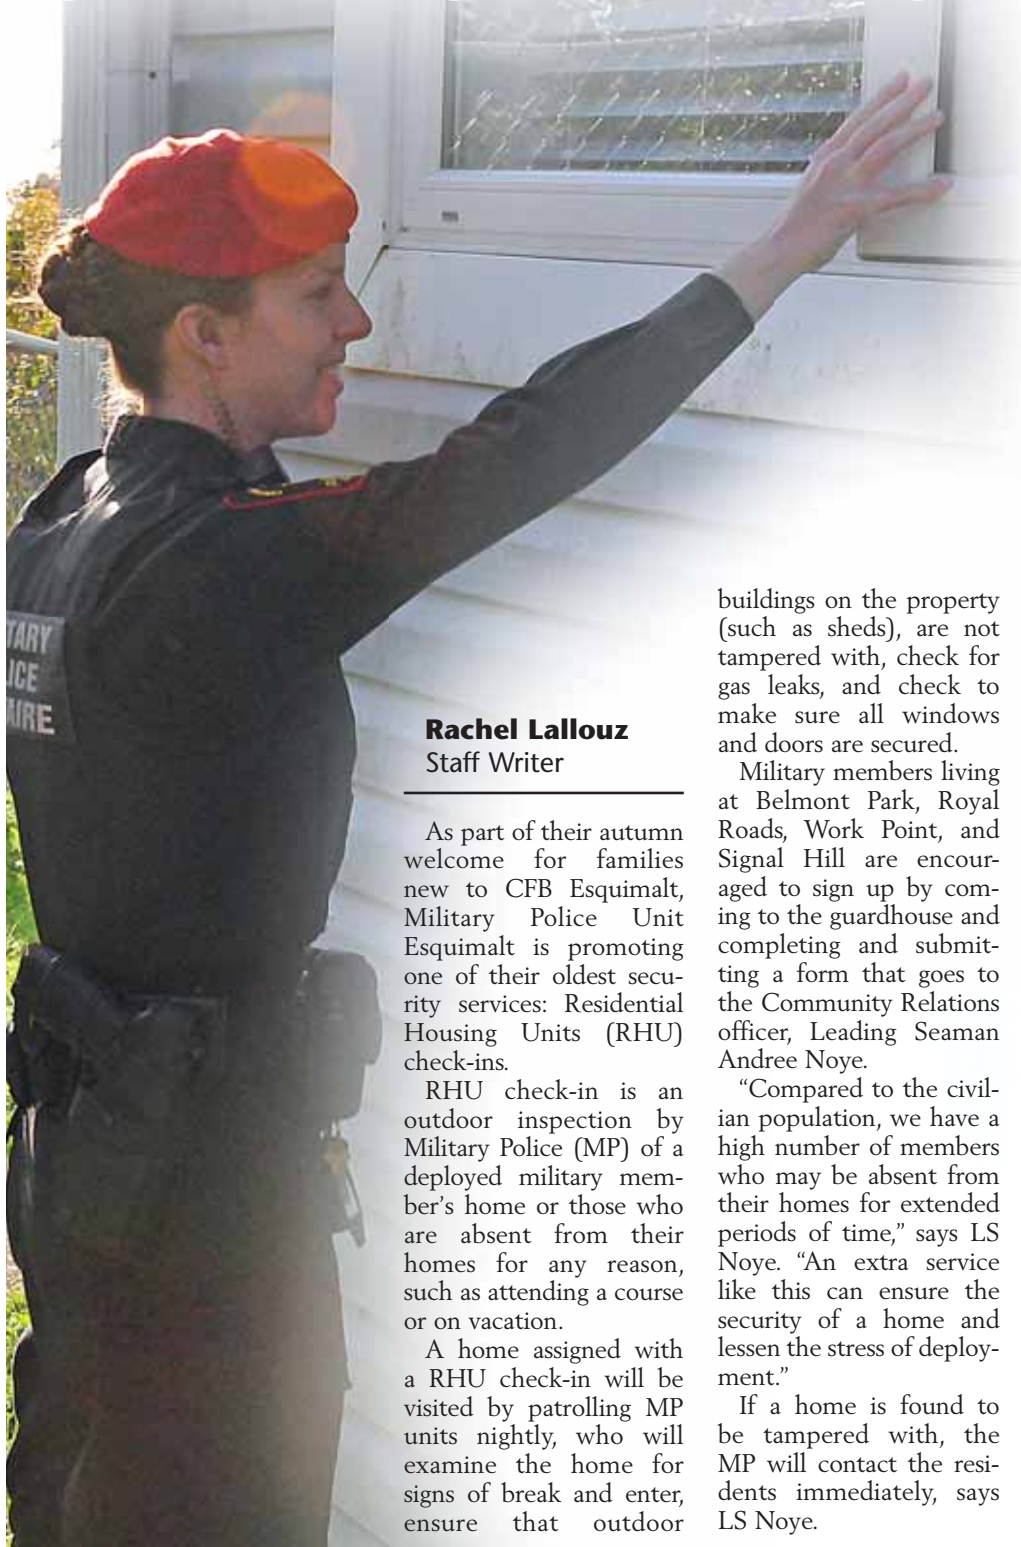 TARY
ICE
AIRE
Rachel Lallouz
Staff Writer
As part of their autumn
welcome for families
new to CFB Esquimalt,
Military Police Unit
Esquimalt is promoting
one of their oldest secu-
rity services: Residential
Housing Units (RHU)
check-ins.
RHU check-in is an
outdoor inspection by
Military Police (MP) of a
deployed military mem-
ber's home or those who
are absent from their
homes for any reason,
such as attending a course
or on vacation.
A home assigned with
a RHU check-in will be
visited by patrolling MP
units nightly, who will
examine the home for
signs of break and enter,
ensure that outdoor
buildings on the property
(such as sheds), are not
tampered with, check for
gas leaks, and check to
make sure all windows
and doors are secured.
Military members living
at Belmont Park, Royal
Roads, Work Point, and
Signal Hill are encour-
aged to sign up by com-
ing to the guardhouse and
completing and submit-
ting a form that goes to
the Community Relations
officer, Leading Seaman
Andree Noye.
“Compared to the civil-
ian population, we have a
high number of members
who may be absent from
their homes for extended
periods of time,” says LS
Noye. “An extra service
like this can ensure the
security of a home and
lessen the stress of deploy-
ment.”
If a home is found to
be tampered with, the
MP will contact the resi-
dents immediately, says
LS Noye.